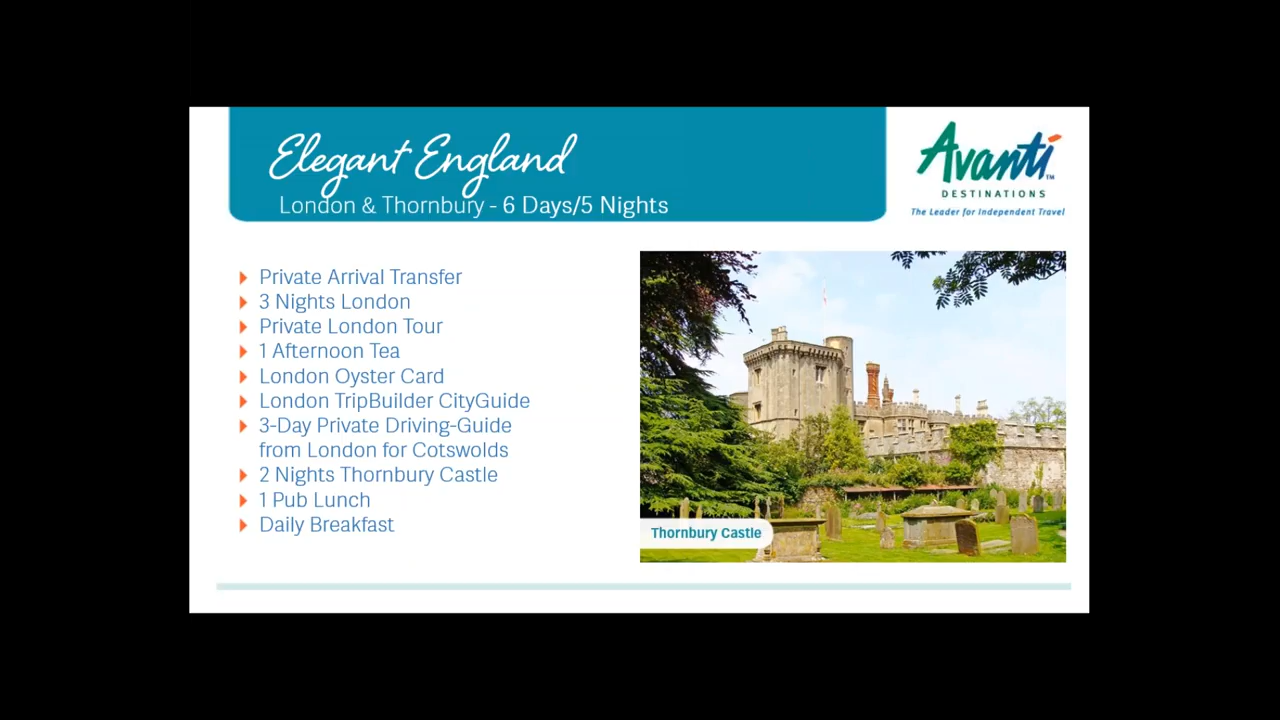 Elegant England
London & Thornbury - 6 Days/5 Nights
Avanti™
DESTINATIONS
The Leader for Independent Travel
Private Arrival Transfer
3 Nights London
Private London Tour
1 Afternoon Tea
London Oyster Card
London TripBuilder CityGuide
3-Day Private Driving-Guide
from London for Cotswolds
2 Nights Thornbury Castle
1 Pub Lunch
Daily Breakfast
Thornbury Castle